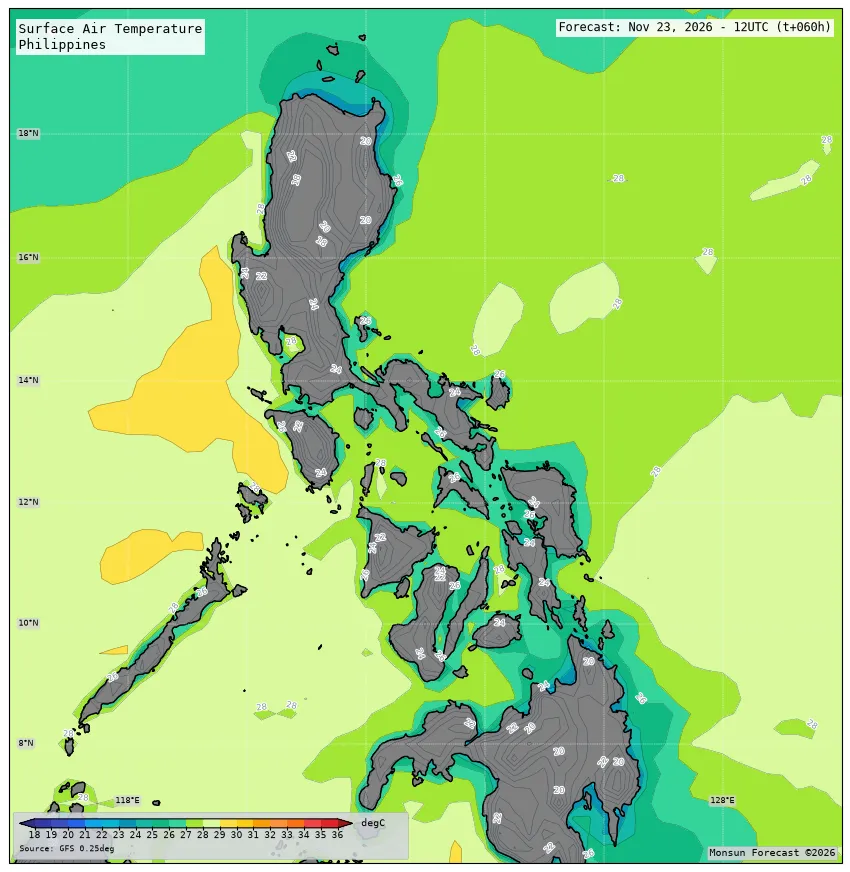 Surface Air Temperature
Philippines
Forecast: Nov 23, 2026 - 12UTC (t+060h)
18°N
16°N
14°N
12°N
10°N
8°N
118°E
128°E
18 19 20 21 22 23 24 25 26 27 28 29 30 31 32 33 34 35 36
degC
Source: GFS 0.25deg
Monsun Forecast ©2026